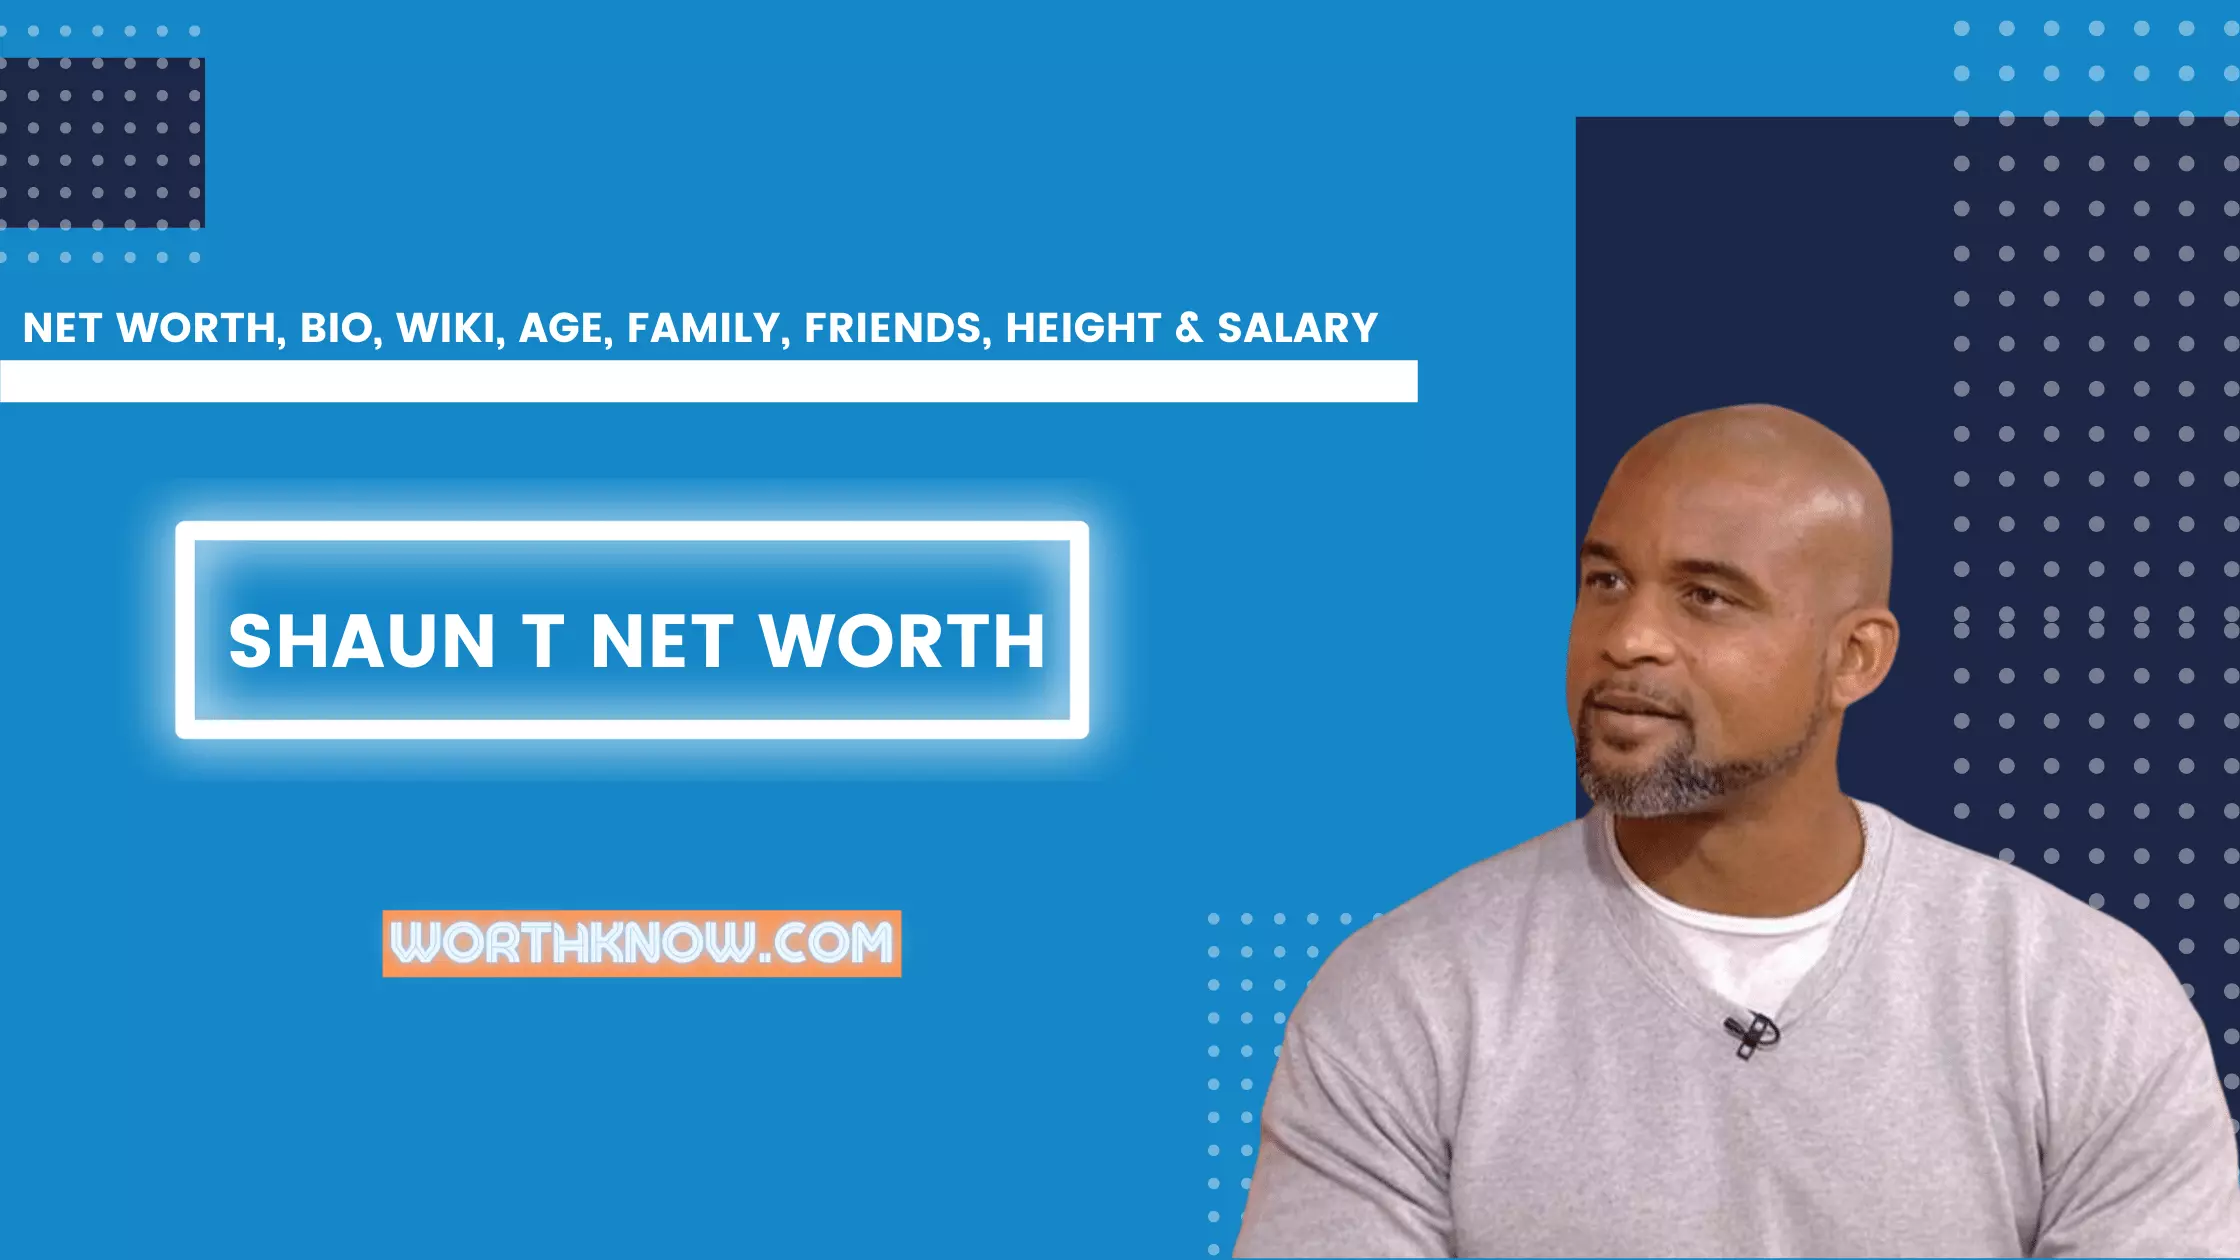 NET WORTH, BIO, WIKI, AGE, FAMILY, FRIENDS, HEIGHT & SALARY
SHAUN T NET WORTH
WORTHKNOW.COM